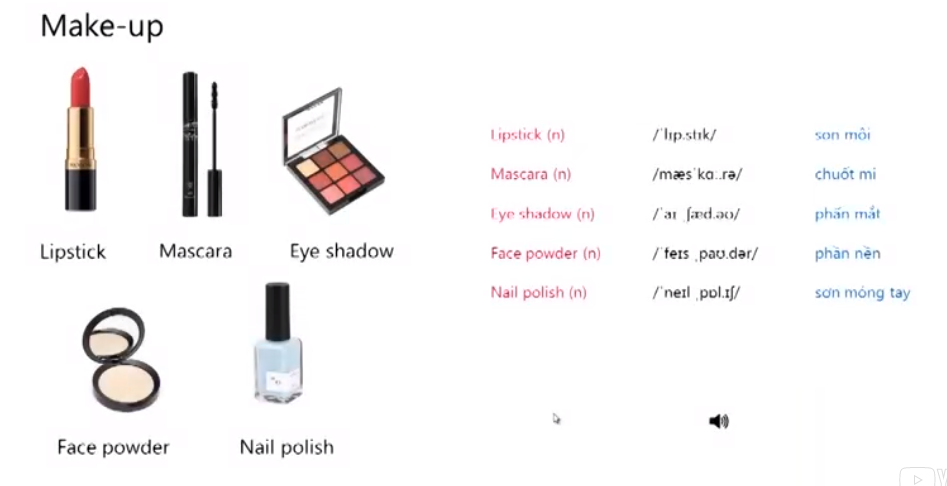 Make-up
Lipstick
Mascara
Eye shadow
Face powder
Nail polish
Lipstick (n) /ˈlɪp.stɪk/ son môi
Mascara (n) /mæsˈkɑː.rə/ chuốt mi
Eye shadow (n) /ˈaɪ ˌʃæd.əʊ/ phấn mắt
Face powder (n) /ˈfeɪs ˌpaʊ.dər/ phần nền
Nail polish (n) /ˈneɪl ˌpɒl.ɪʃ/ sơn móng tay